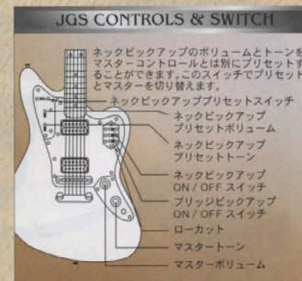 JGS CONTROLS & SWITCH
ネックピックアップのボリュームとトーンを
マスターコントロールとは別にプリセットす
ることができます。このスイッチでプリセット
とマスターを切り替えます。
ネックピックアッププリセットスイッチ
ネックピックアップ
プリセットボリューム
ネックピックアップ
プリセットトーン
ネックピックアップ
ON / OFF スイッチ
ブリッジピックアップ
ON / OFF スイッチ
ローカット
マスタートーン
マスターボリューム